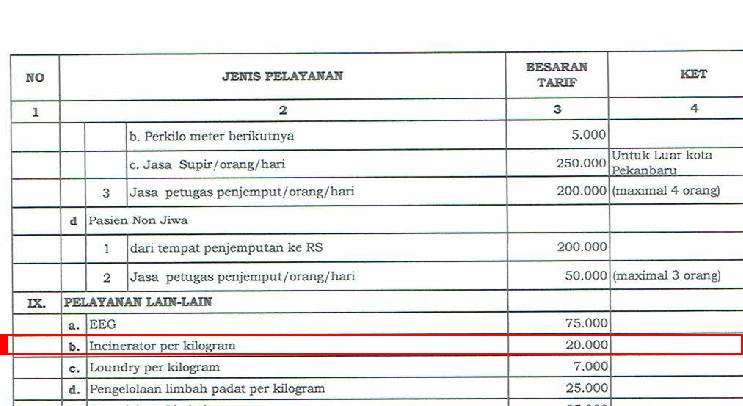 NO JENIS PELAYANAN BESARAN TARIF KET
1 2 3 4
b. Perkilo meter berikutnya 5.000
c. Jasa Supir/orang/hari 250.000 Untuk Luar kota Pekanbaru
3 Jasa petugas penjemput/orang/hari 200.000 (maximal 4 orang)
d Pasien Non Jiwa
1 dari tempat penjemputan ke RS 200.000
2 Jasa petugas penjemput/orang/hari 50.000 (maximal 3 orang)
IX. PELAYANAN LAIN-LAIN
a. EEG 75.000
b. Incinerator per kilogram 20.000
c. Loundry per kilogram 7.000
d. Pengelolaan limbah padat per kilogram 25.000